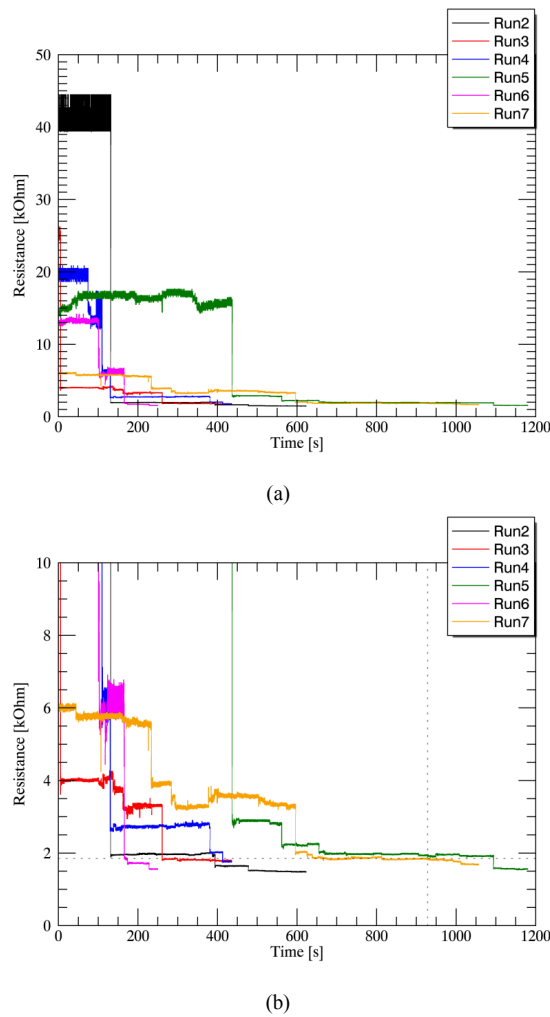 Run2
Run3
Run4
Run5
Run6
Run7
50
40
30
20
10
0
Resistance [kOhm]
0 200 400 600 800 1000 1200
Time [s]
(a)
Run2
Run3
Run4
Run5
Run6
Run7
10
8
6
4
2
0
Resistance [kOhm]
0 200 400 600 800 1000 1200
Time [s]
(b)